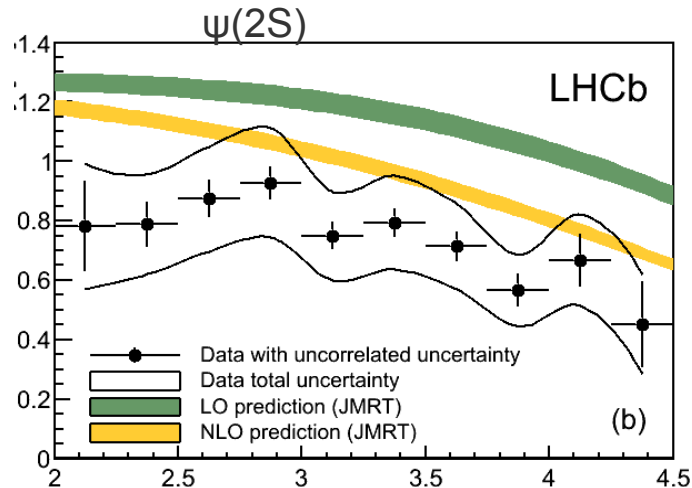 ψ(2S)
1.4
1.2
1
0.8
0.6
0.4
0.2
0
LHCb
Data with uncorrelated uncertainty
Data total uncertainty
LO prediction (JMRT)
NLO prediction (JMRT)
(b)
2 2.5 3 3.5 4 4.5